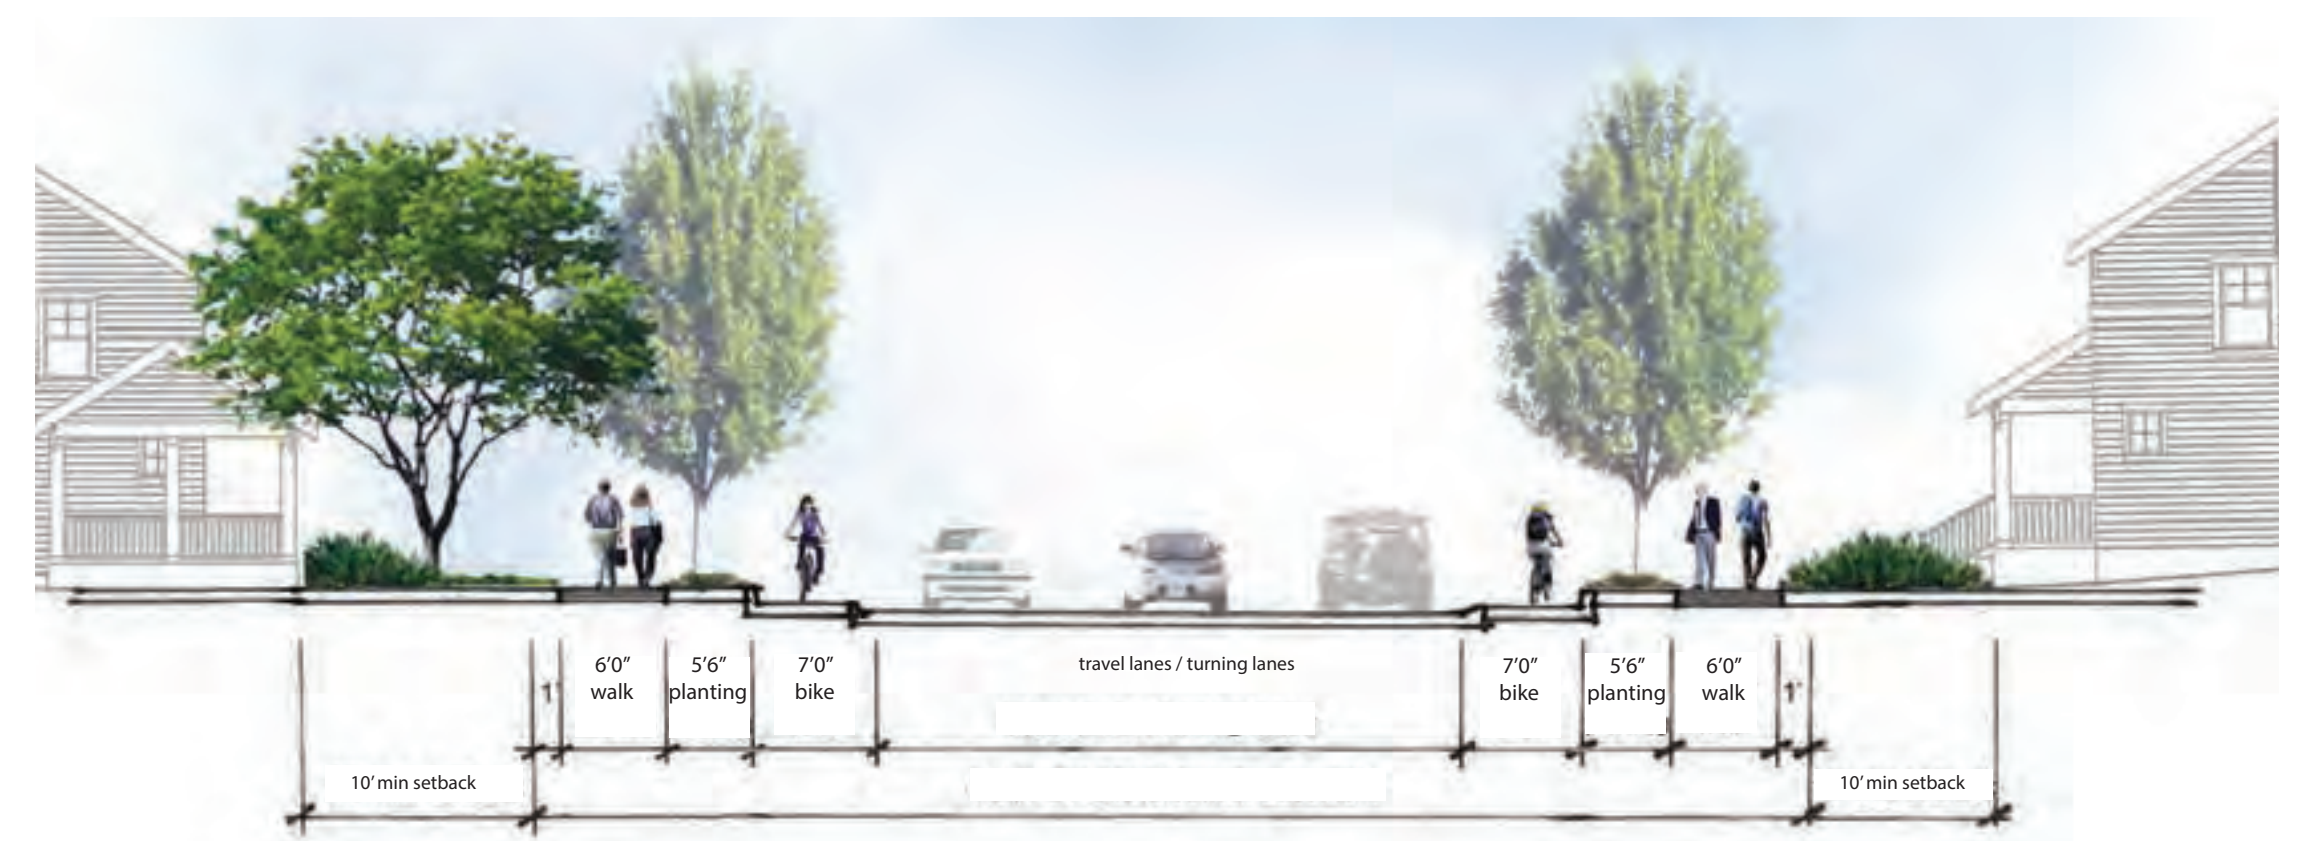 1'
6'0"
walk
5'6"
planting
7'0"
bike
travel lanes / turning lanes
7'0"
bike
5'6"
planting
6'0"
walk
1'
10' min setback
10' min setback